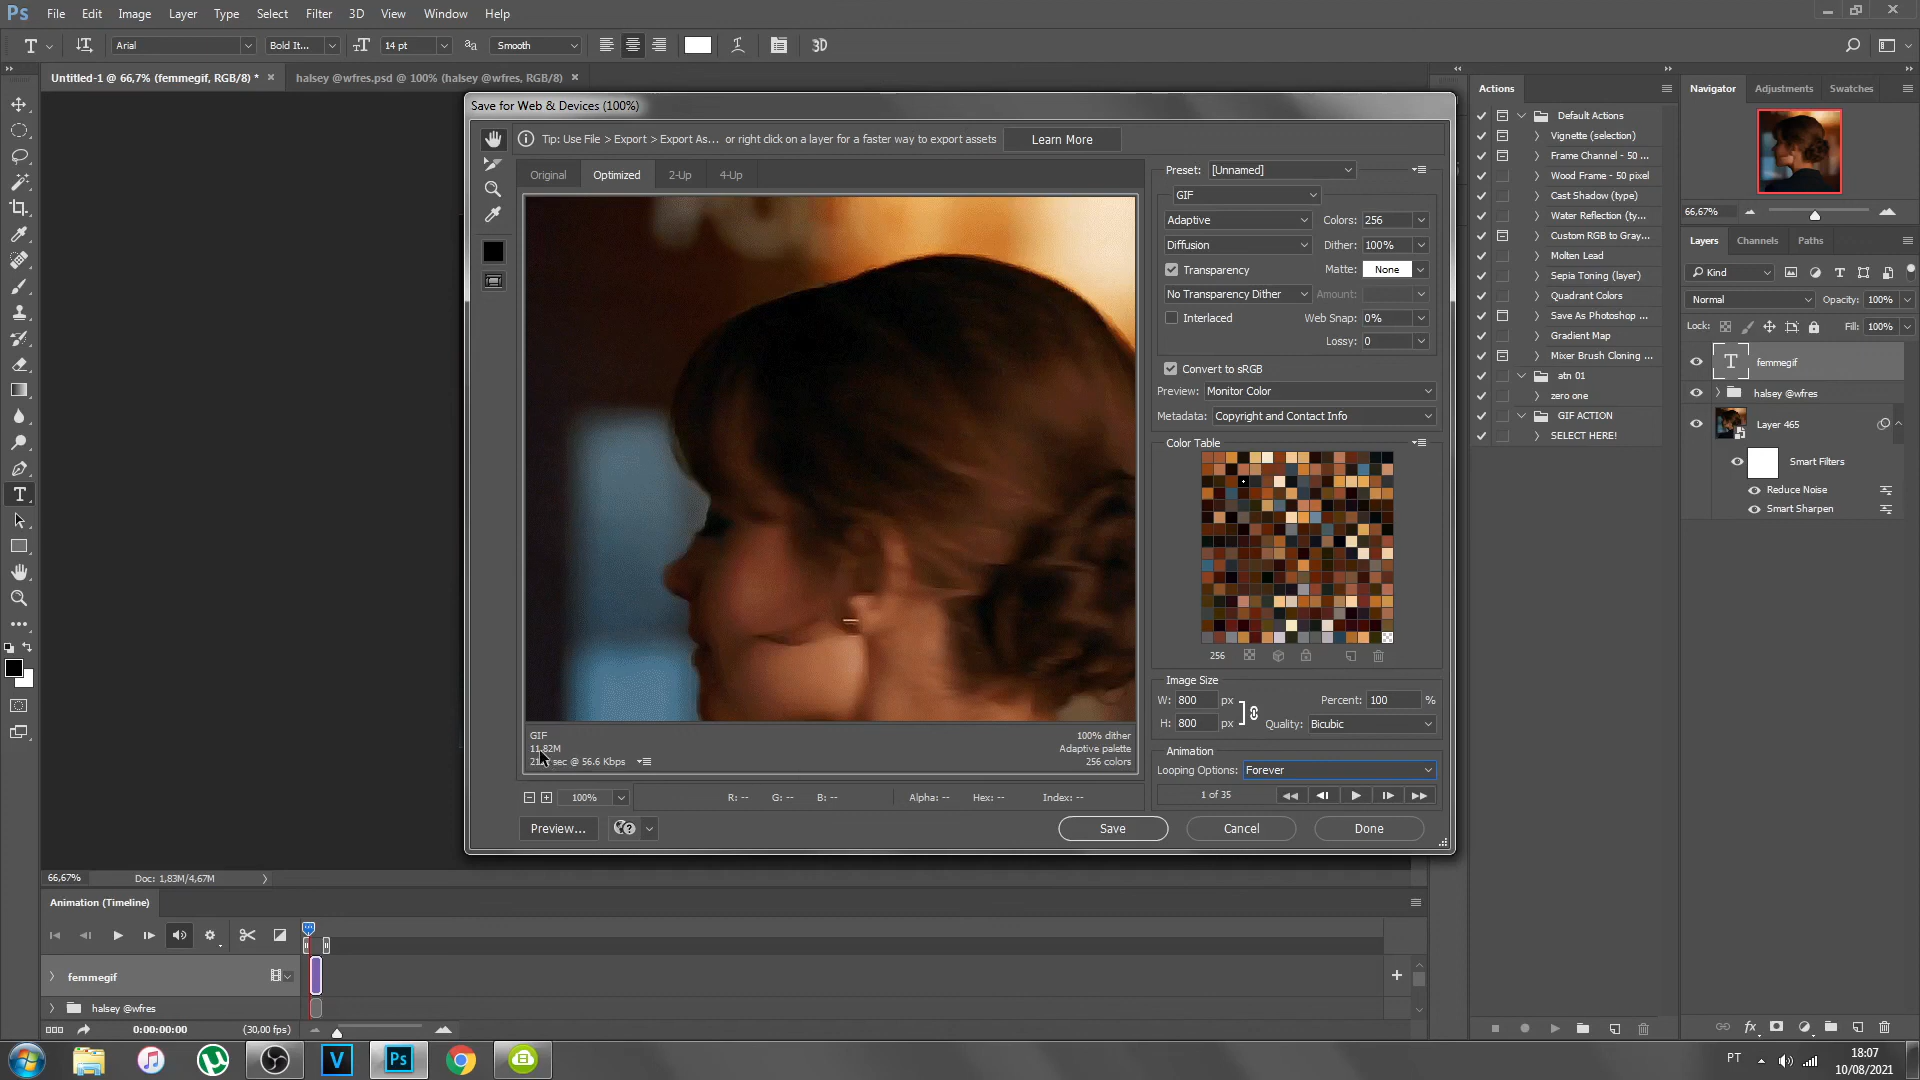 Ps File Edit Image Layer Type Select Filter 3D View Window Help
T Arial Bold It... 14 pt aa Smooth 3D
Untitled-1 @ 66,7% (femmegif, RGB/8) * × halsey @wfres.psd @ 100% (halsey @wfres, RGB/8) ×
Save for Web & Devices (100%)
Tip: Use File > Export > Export As... or right click on a layer for a faster way to export assets Learn More
Original Optimized 2-Up 4-Up
Preset: [Unnamed]
GIF
Adaptive Colors: 256
Diffusion Dither: 100%
Transparency Matte: None
No Transparency Dither Amount:
Interlaced Web Snap: 0%
Lossy: 0
Convert to sRGB
Preview: Monitor Color
Metadata: Copyright and Contact Info
Color Table
256
Image Size
W: 800 px Percent: 100 %
H: 800 px Quality: Bicubic
Animation
Looping Options: Forever
1 of 35
GIF 100% dither
11,82M Adaptive palette
sec @ 56.6 Kbps 256 colors
100% R: -- G: -- B: -- Alpha: -- Hex: -- Index: --
Preview... Save Cancel Done
Actions
Default Actions
Vignette (selection)
Frame Channel - 50 ...
Wood Frame - 50 pixel
Cast Shadow (type)
Water Reflection (ty...
Custom RGB to Gray...
Molten Lead
Sepia Toning (layer)
Quadrant Colors
Save As Photoshop ...
Gradient Map
Mixer Brush Cloning ...
atn 01
zero one
GIF ACTION
SELECT HERE!
Navigator Adjustments Swatches
66,67%
Layers Channels Paths
Kind
Normal Opacity: 100%
Lock: Fill: 100%
T femmegif
halsey @wfres
Layer 465
Smart Filters
Reduce Noise
Smart Sharpen
fx
66,67% Doc: 1,83M/4,67M
Animation (Timeline)
femmegif
halsey @wfres
0:00:00:00 (30,00 fps)
V Ps PT 18:07
10/08/2021